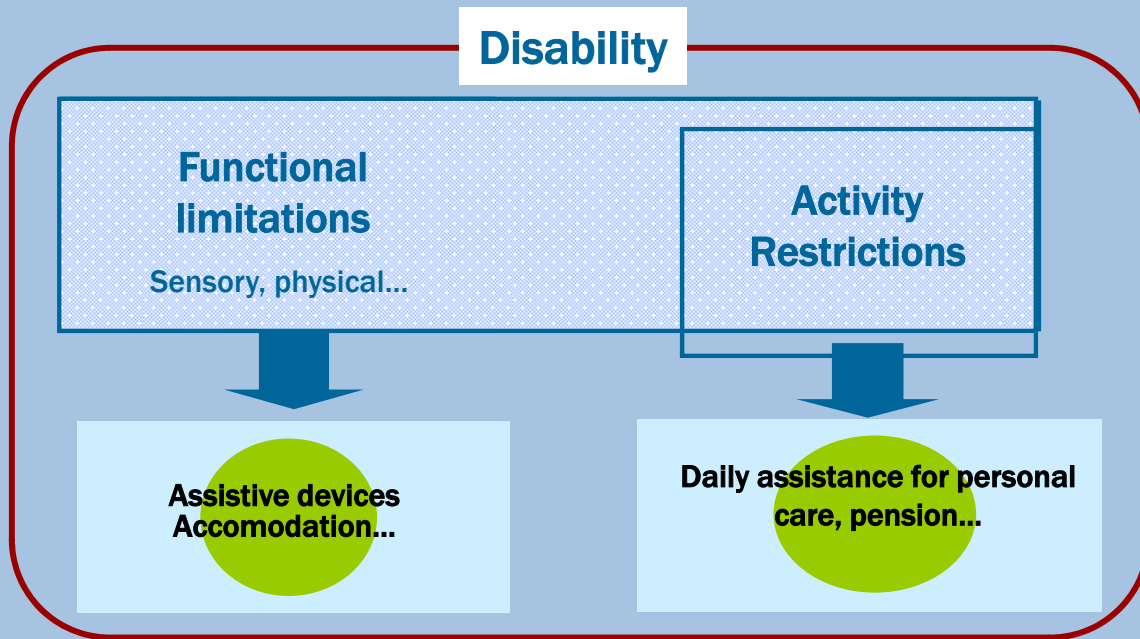 Disability
Functional
limitations
Sensory, physical...
Activity
Restrictions
Assistive devices
Accomodation...
Daily assistance for personal
care, pension...